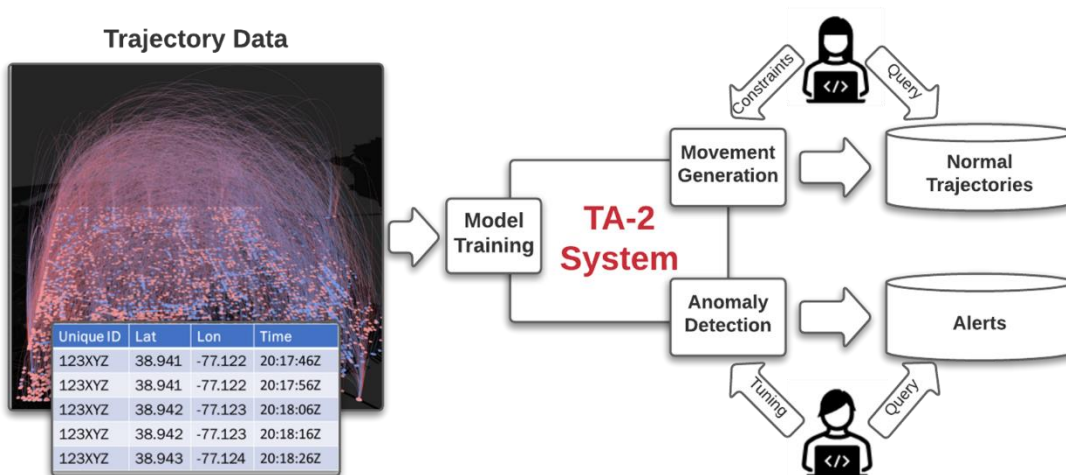 Trajectory Data
Unique ID Lat Lon Time
123XYZ 38.941 -77.122 20:17:46Z
123XYZ 38.941 -77.122 20:17:56Z
123XYZ 38.942 -77.123 20:18:06Z
123XYZ 38.942 -77.123 20:18:16Z
123XYZ 38.943 -77.124 20:18:26Z
Model
Training
TA-2
System
</>
Constraints
Query
Movement
Generation
Normal
Trajectories
Anomaly
Detection
Alerts
Tuning
Query
</>